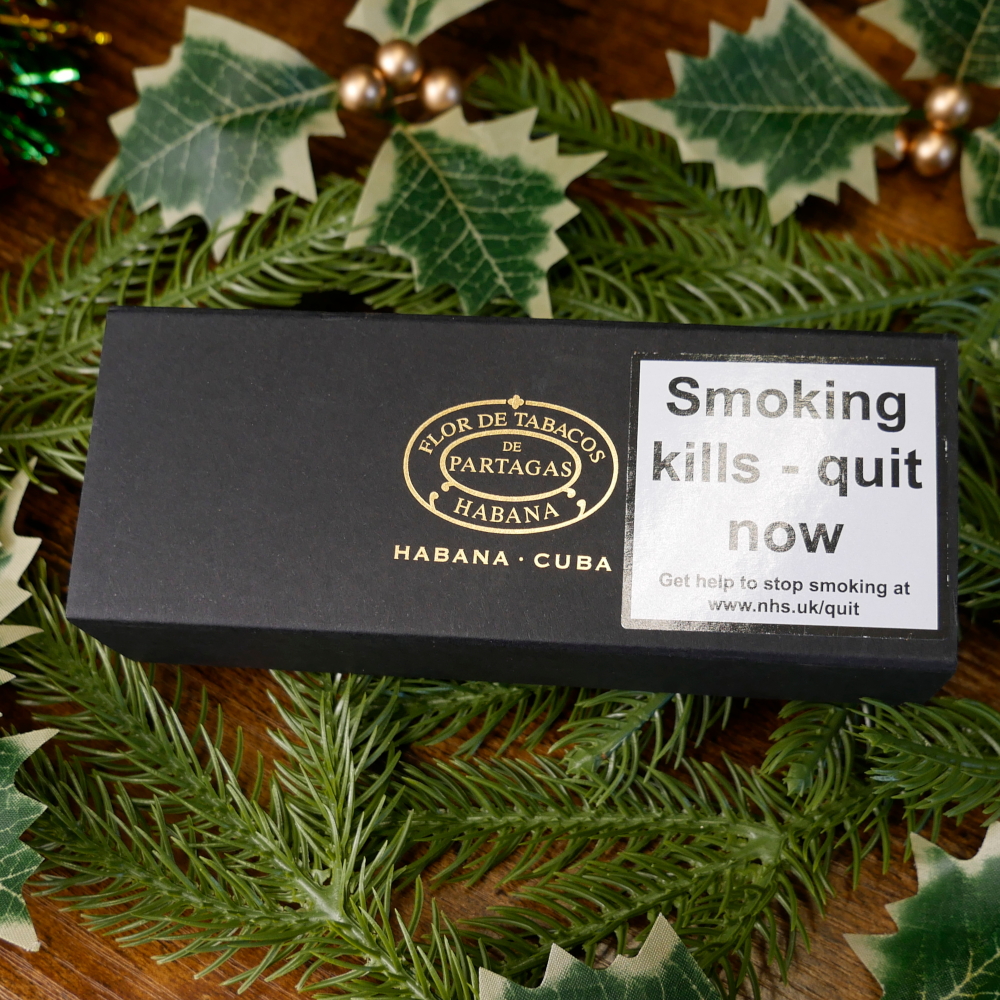 FLOR DE TABACOS
DE
PARTAGAS
HABANA
HABANA · CUBA
Smoking
kills - quit
now
Get help to stop smoking at
www.nhs.uk/quit